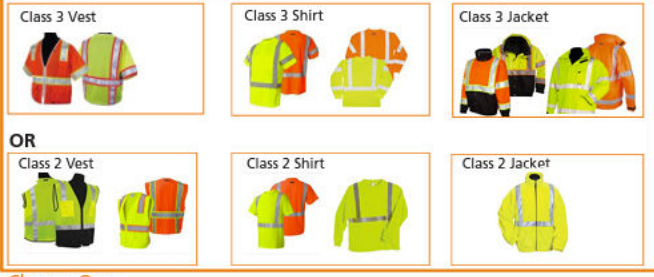 Class 3 Vest
Class 3 Shirt
Class 3 Jacket
OR
Class 2 Vest
Class 2 Shirt
Class 2 Jacket